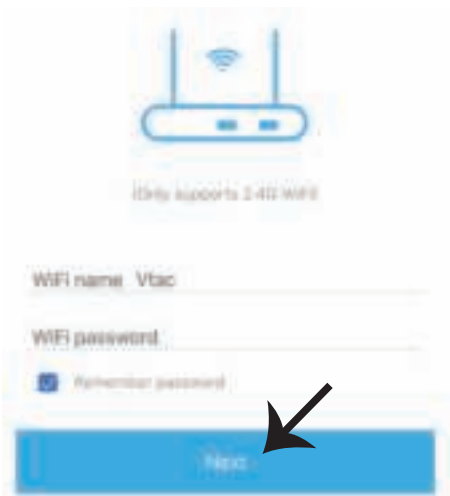 (Only supports 2.4G WiFi)
WiFi name Vtac
WiFi password
Remember password
Next